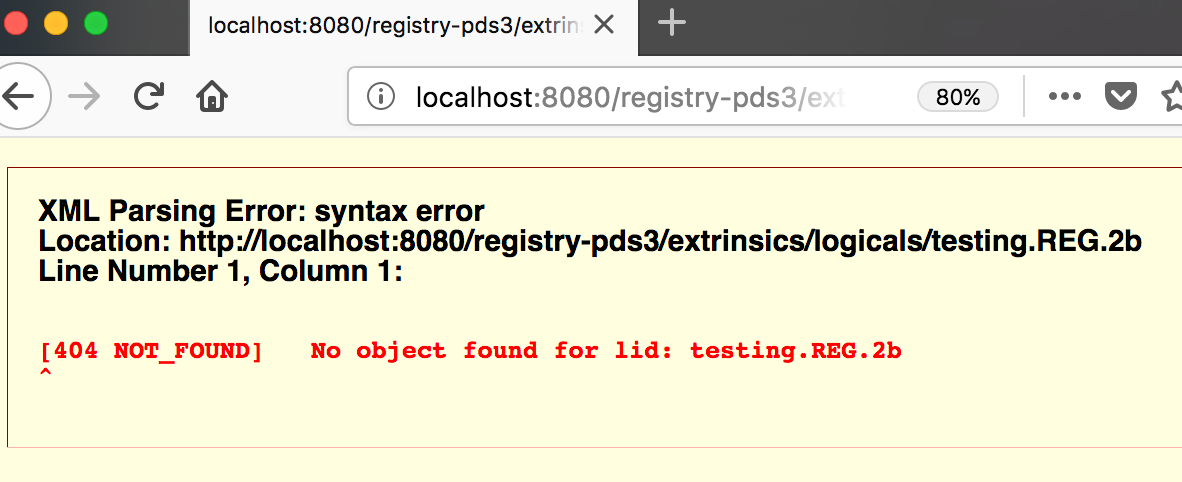 localhost:8080/registry-pds3/extrin
localhost:8080/registry-pds3/ext
80%
XML Parsing Error: syntax error
Location: http://localhost:8080/registry-pds3/extrinsics/logicals/testing.REG.2b
Line Number 1, Column 1:
[404 NOT_FOUND] No object found for lid: testing.REG.2b
^